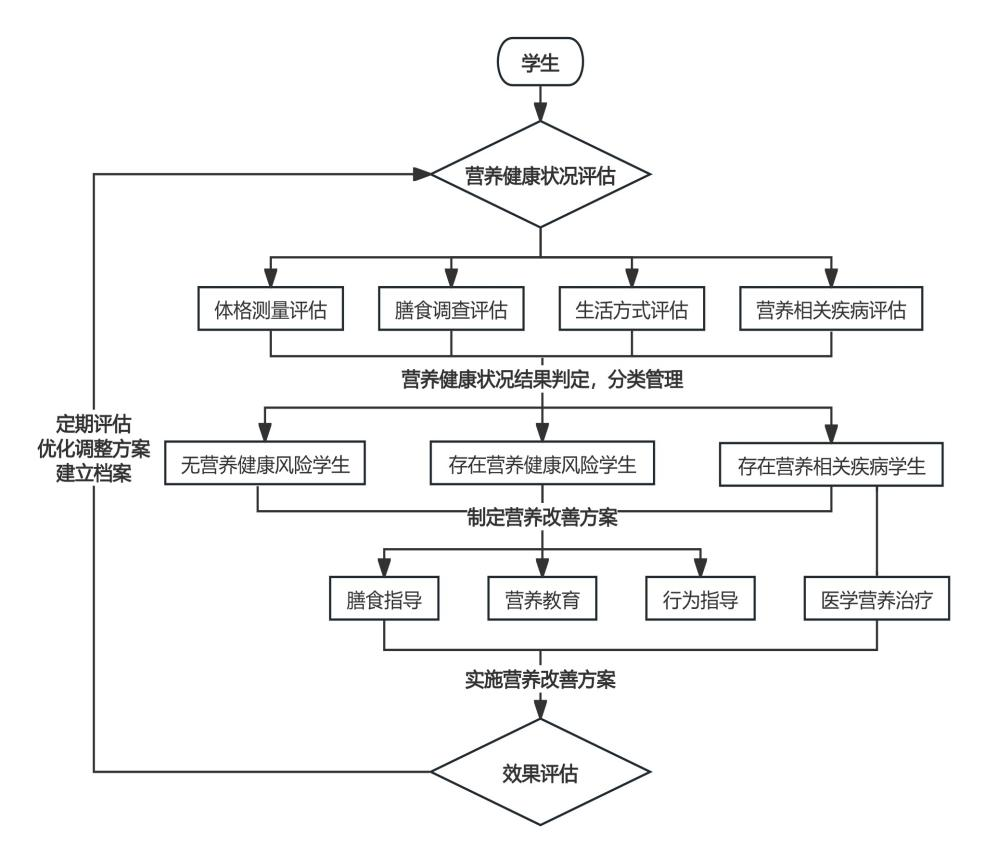 学生
营养健康状况评估
体格测量评估
膳食调查评估
生活方式评估
营养相关疾病评估
营养健康状况结果判定，分类管理
定期评估
优化调整方案
建立档案
无营养健康风险学生
存在营养健康风险学生
存在营养相关疾病学生
制定营养改善方案
膳食指导
营养教育
行为指导
医学营养治疗
实施营养改善方案
效果评估